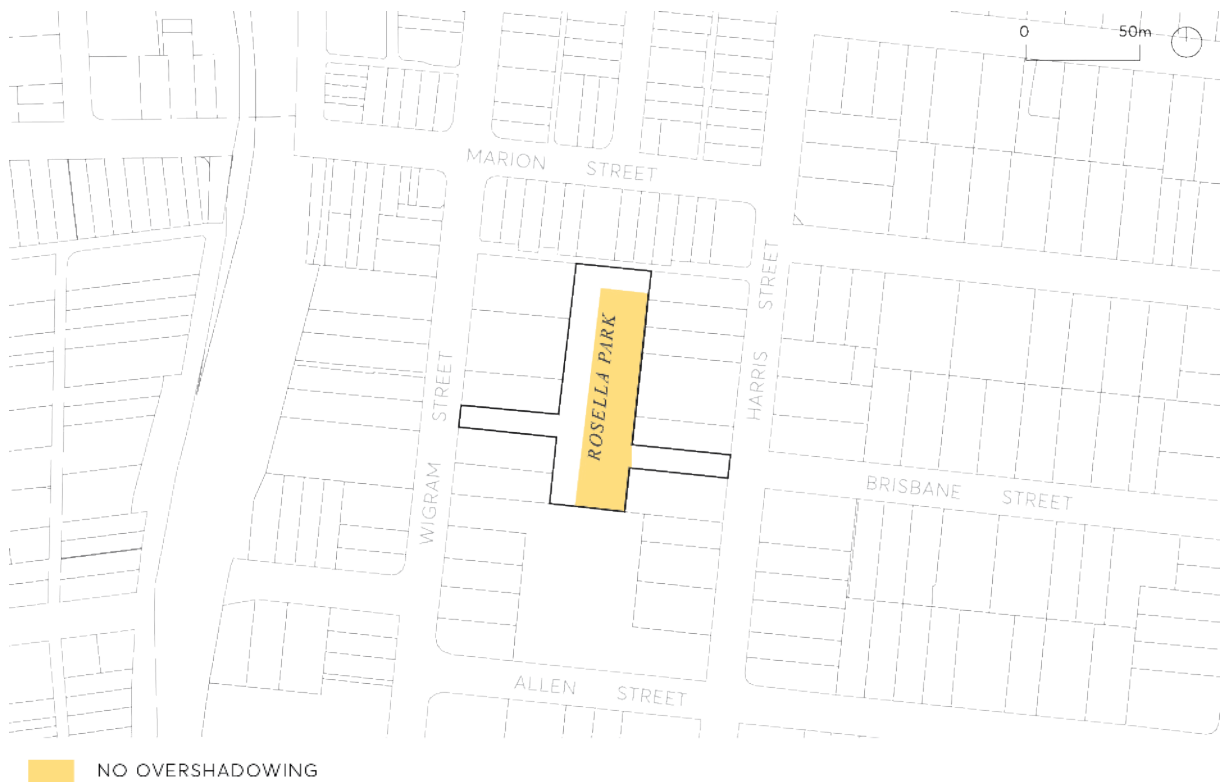 0 50m
MARION STREET
HARRIS STREET
ROSELLA PARK
WIGRAM STREET
BRISBANE STREET
ALLEN STREET
NO OVERSHADOWING